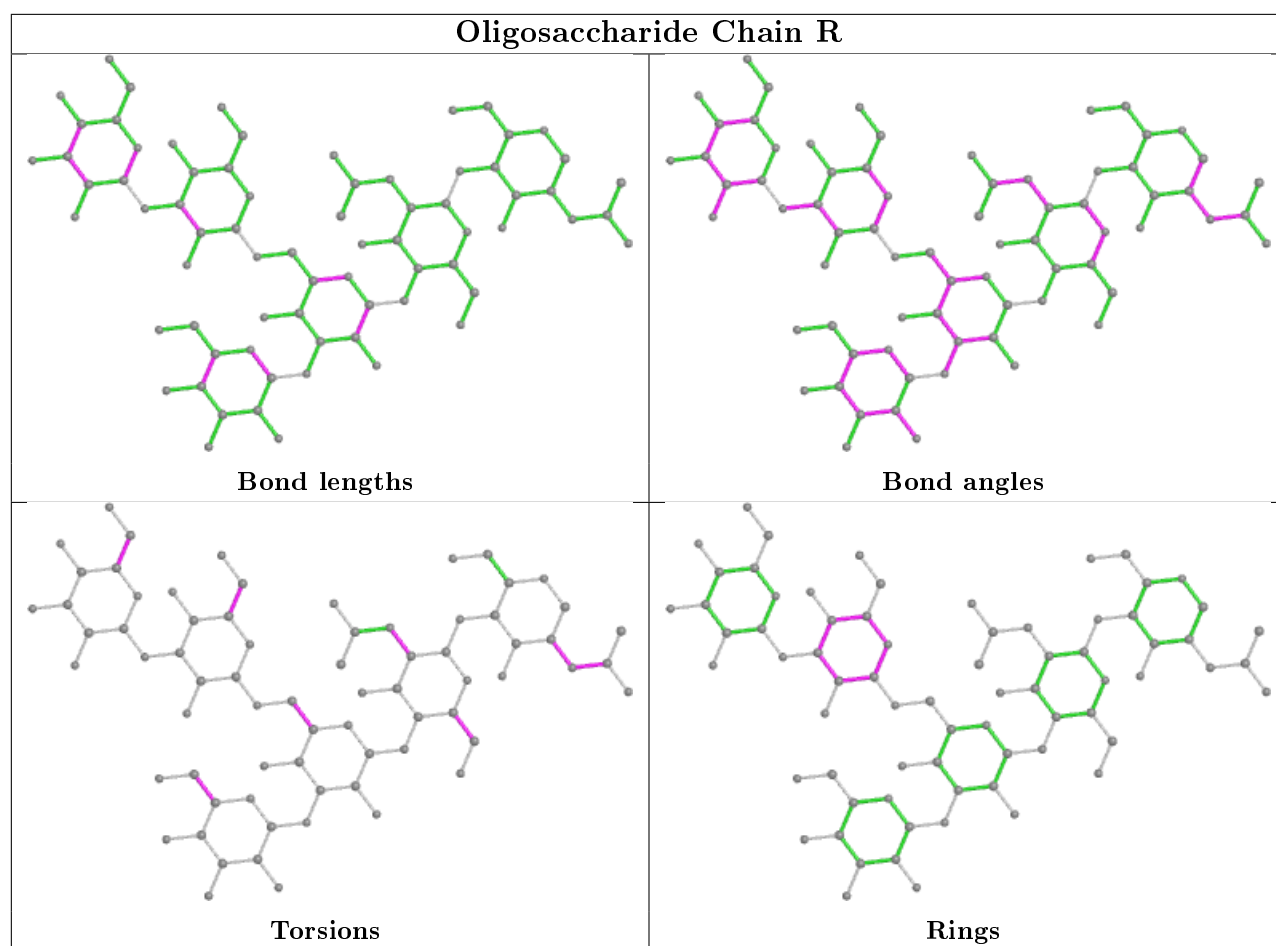 Oligosaccharide Chain R
Bond lengths
Bond angles
Torsions
Rings